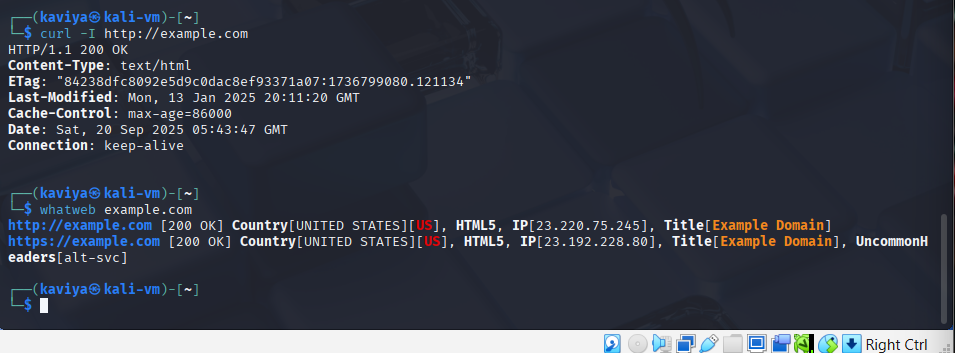 ┌──(kaviya㉿kali-vm)-[~]
└─$ curl -I http://example.com
HTTP/1.1 200 OK
Content-Type: text/html
ETag: "84238dfc8092e5d9c0dac8ef93371a07:1736799080.121134"
Last-Modified: Mon, 13 Jan 2025 20:11:20 GMT
Cache-Control: max-age=86000
Date: Sat, 20 Sep 2025 05:43:47 GMT
Connection: keep-alive
┌──(kaviya㉿kali-vm)-[~]
└─$ whatweb example.com
http://example.com [200 OK] Country[UNITED STATES][US], HTML5, IP[23.220.75.245], Title[Example Domain]
https://example.com [200 OK] Country[UNITED STATES][US], HTML5, IP[23.192.228.80], Title[Example Domain], UncommonH
eaders[alt-svc]
┌──(kaviya㉿kali-vm)-[~]
└─$
Right Ctrl